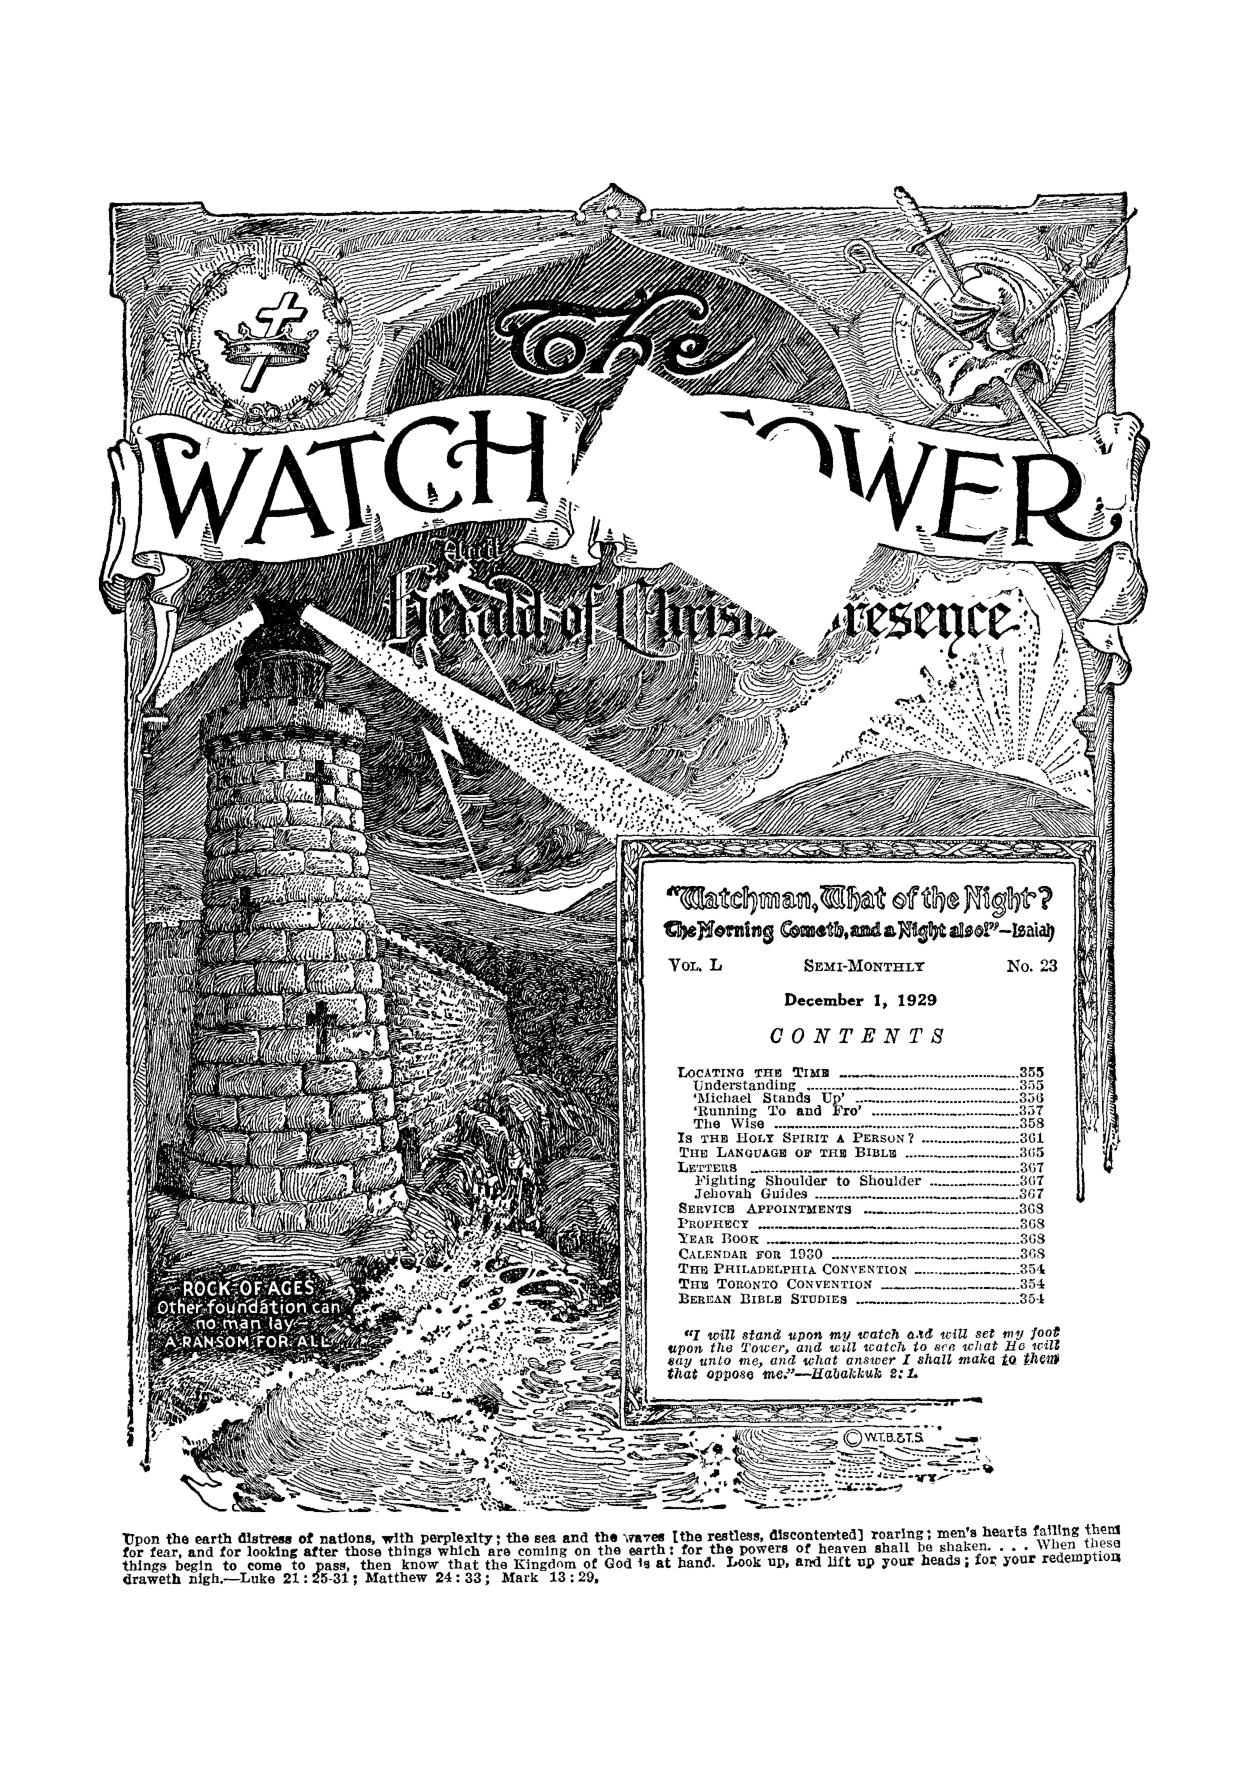 The
WATCH TOWER
And
Herald of Christ's Presence
"Watchman, What of the Night?
The Morning Cometh, and a Night also!"—Isaiah
VOL. L SEMI-MONTHLY No. 23
December 1, 1929
CONTENTS
LOCATING THE TIME 355
Understanding 355
'Michael Stands Up' 356
'Running To and Fro' 357
The Wise 358
IS THE HOLY SPIRIT A PERSON? 361
THE LANGUAGE OF THE BIBLE 365
LETTERS 367
Fighting Shoulder to Shoulder 367
Jehovah Guides 367
SERVICE APPOINTMENTS 368
PROPHECY 368
YEAR BOOK 368
CALENDAR FOR 1930 368
THE PHILADELPHIA CONVENTION 354
THE TORONTO CONVENTION 354
BEREAN BIBLE STUDIES 354
"I will stand upon my watch and will set my foot
upon the Tower, and will watch to see what He will
say unto me, and what answer I shall make to them
that oppose me."—Habakkuk 2:1.
ROCK OF AGES
Other foundation can
no man lay—
A RANSOM FOR ALL
©W.T.B.&T.S.
Upon the earth distress of nations, with perplexity; the sea and the waves [the restless, discontented] roaring; men's hearts failing them
for fear, and for looking after those things which are coming on the earth: for the powers of heaven shall be shaken. . . . When these
things begin to come to pass, then know that the Kingdom of God is at hand. Look up, and lift up your heads; for your redemption
draweth nigh.—Luke 21:25-31; Matthew 24:33; Mark 13:29.